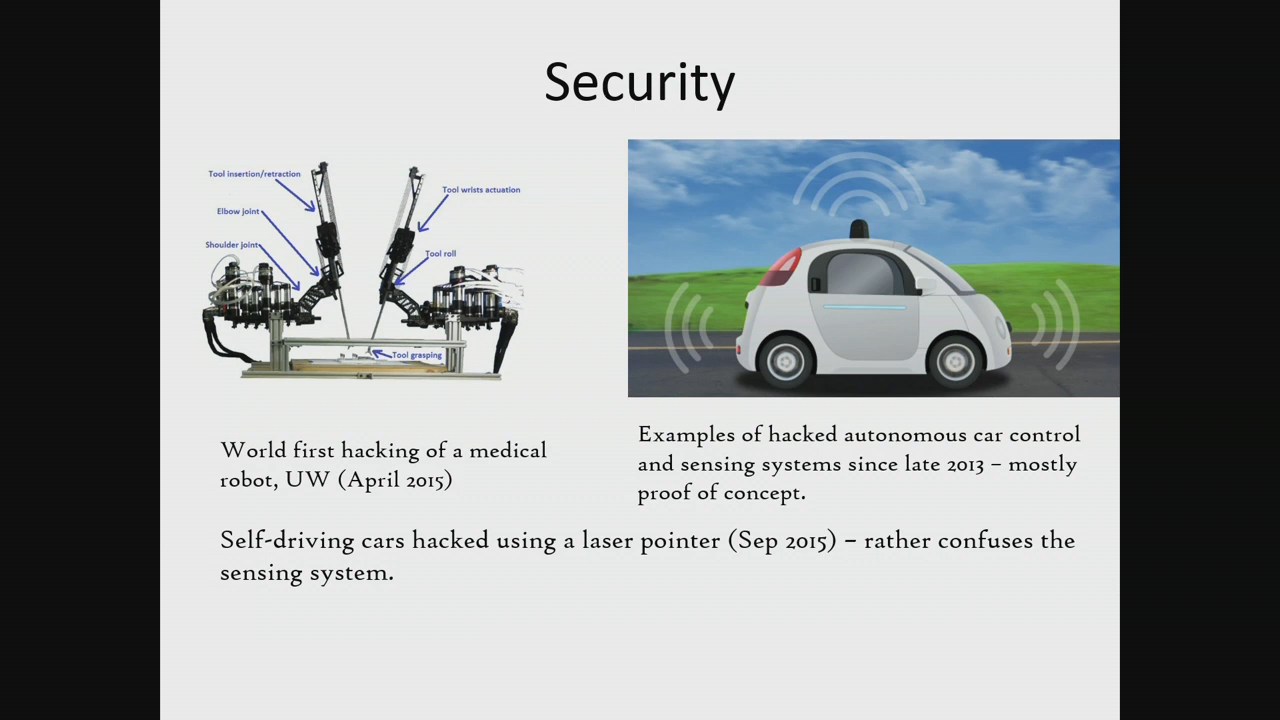 Security
Tool insertion/retraction
Elbow joint
Shoulder joint
Tool wrists actuation
Tool roll
Tool grasping
World first hacking of a medical
robot, UW (April 2015)
Examples of hacked autonomous car control
and sensing systems since late 2013 – mostly
proof of concept.
Self-driving cars hacked using a laser pointer (Sep 2015) – rather confuses the
sensing system.